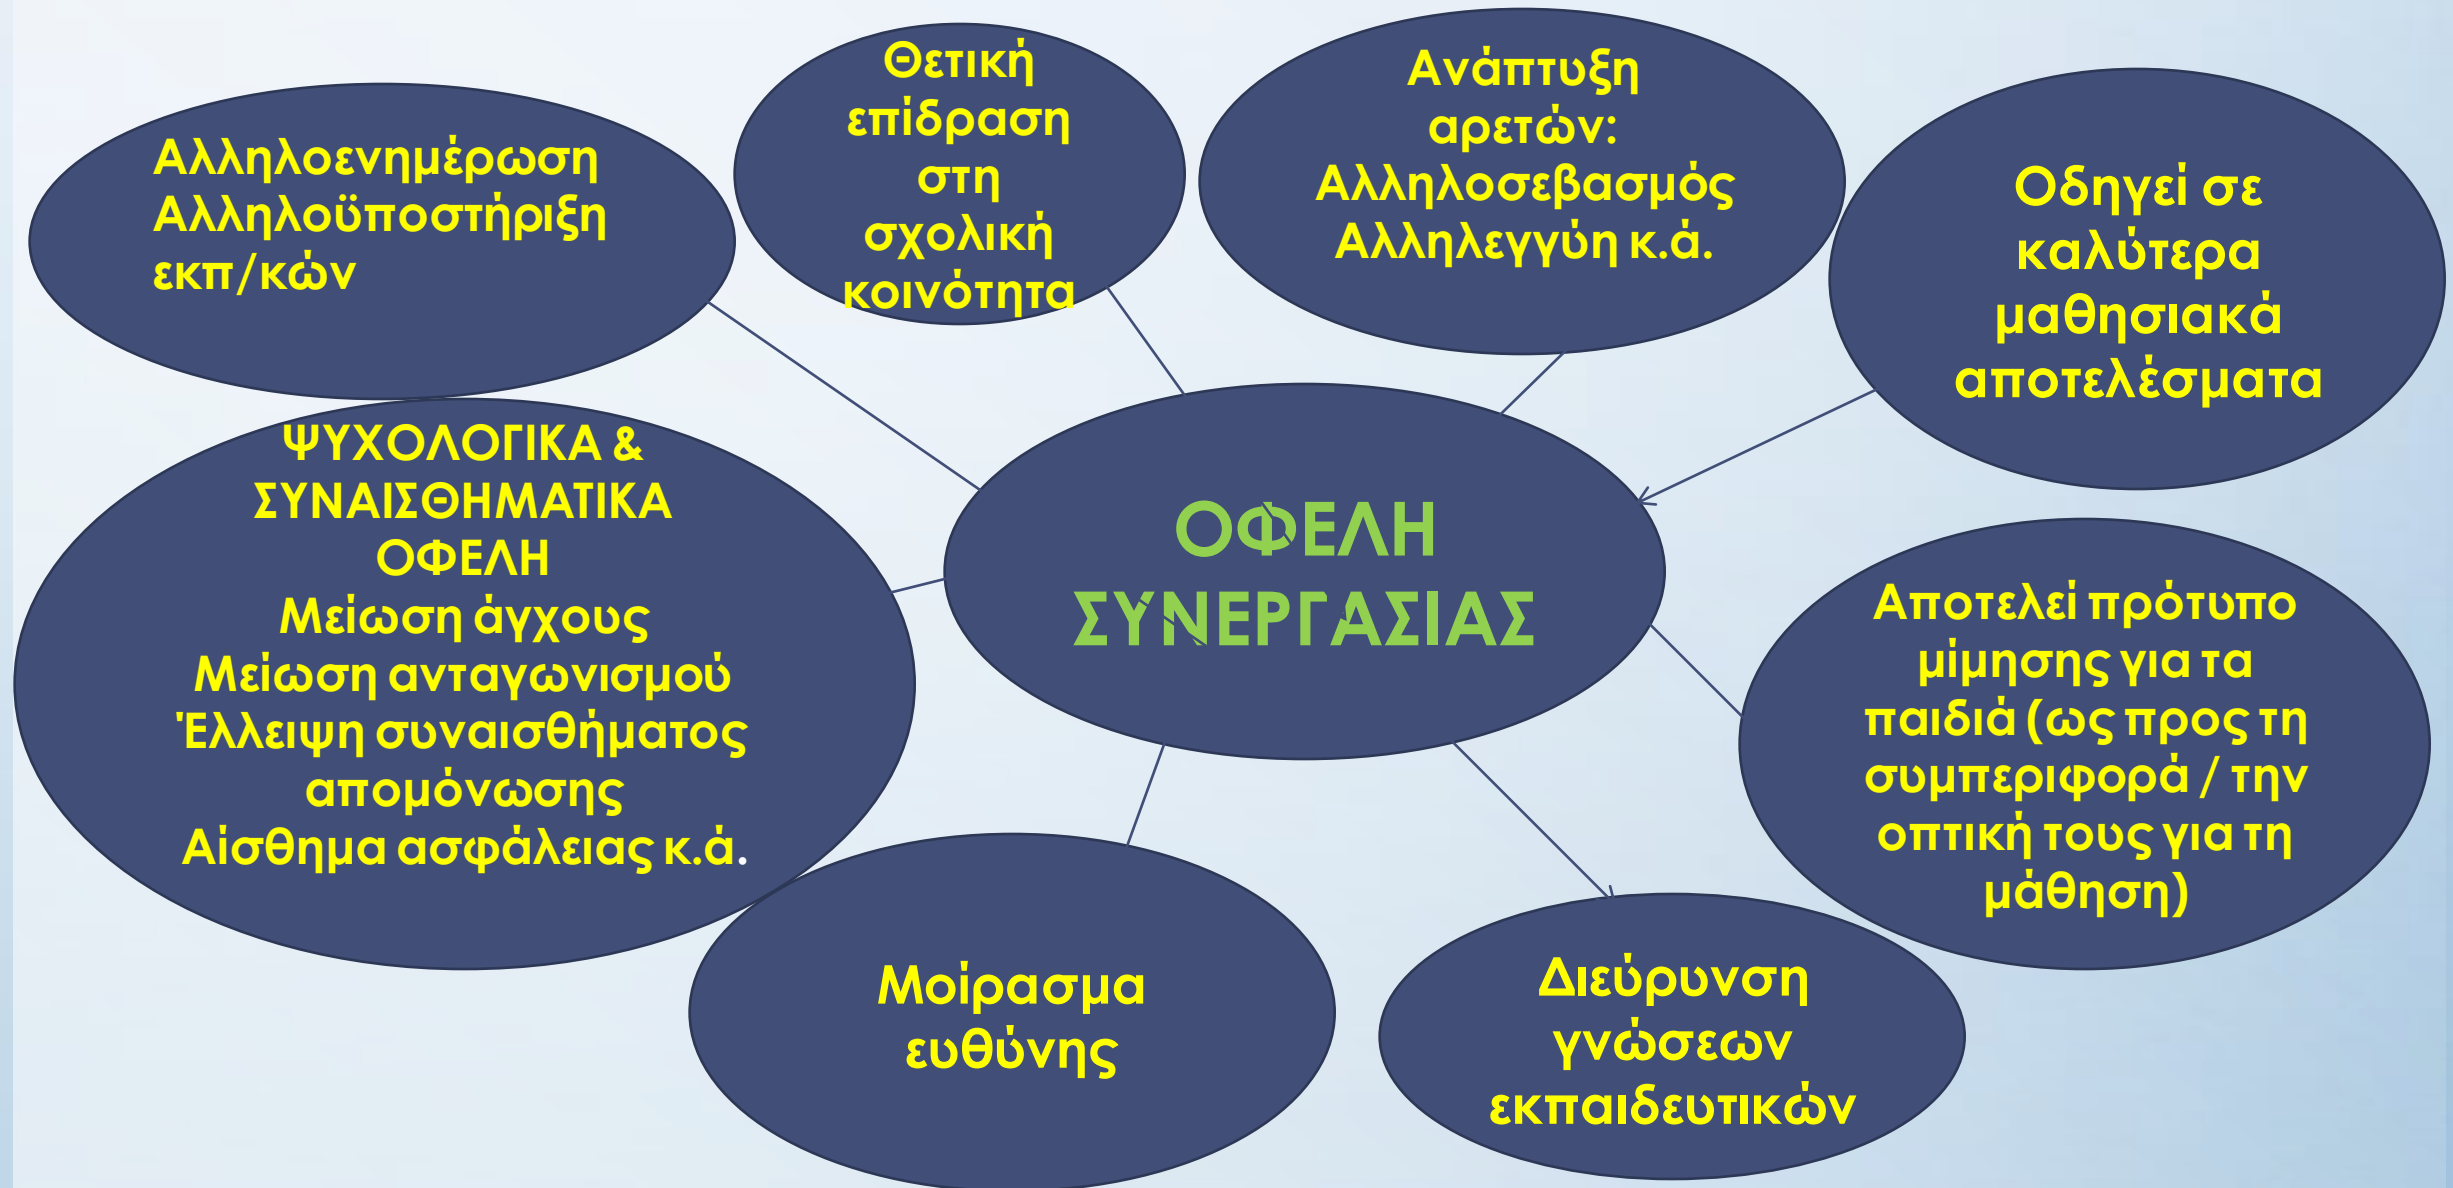 Αλληλοενημέρωση
Αλληλοϋποστήριξη
εκπ/κών
Θετική
επίδραση
στη
σχολική
κοινότητα
Ανάπτυξη
αρετών:
Αλληλοσεβασμός
Αλληλεγγύη κ.ά.
Οδηγεί σε
καλύτερα
μαθησιακά
αποτελέσματα
ΨΥΧΟΛΟΓΙΚΑ &
ΣΥΝΑΙΣΘΗΜΑΤΙΚΑ
ΟΦΕΛΗ
Μείωση άγχους
Μείωση ανταγωνισμού
Έλλειψη συναισθήματος
απομόνωσης
Αίσθημα ασφάλειας κ.ά.
ΟΦΕΛΗ
ΣΥΝΕΡΓΑΣΙΑΣ
Αποτελεί πρότυπο
μίμησης για τα
παιδιά (ως προς τη
συμπεριφορά / την
οπτική τους για τη
μάθηση)
Μοίρασμα
ευθύνης
Διεύρυνση
γνώσεων
εκπαιδευτικών